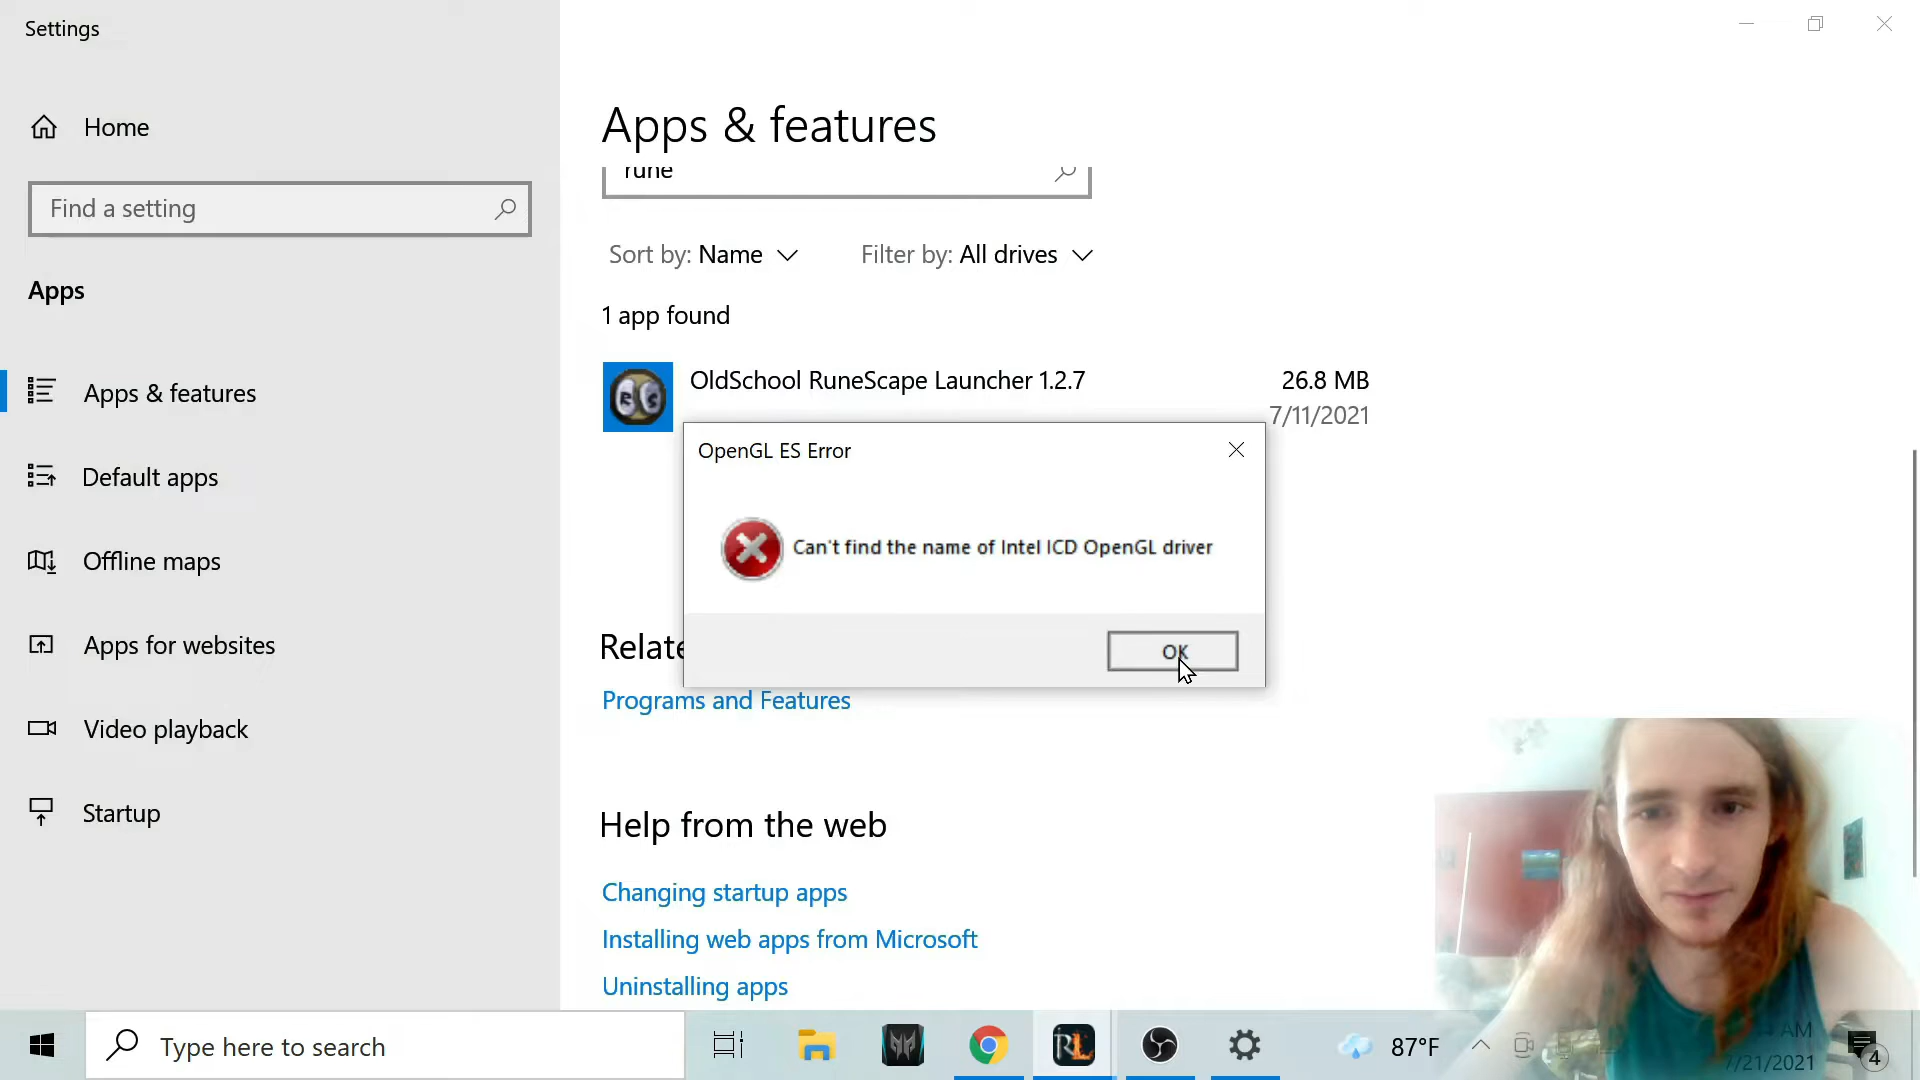 Settings
Home
Find a setting
Apps
Apps & features
Default apps
Offline maps
Apps for websites
Video playback
Startup
Apps & features
rune
Sort by: Name
Filter by: All drives
1 app found
OldSchool RuneScape Launcher 1.2.7
26.8 MB
7/11/2021
OpenGL ES Error
Can't find the name of Intel ICD OpenGL driver
OK
Programs and Features
Help from the web
Changing startup apps
Installing web apps from Microsoft
Uninstalling apps
Type here to search
RL
87°F
AM
7/21/2021
4